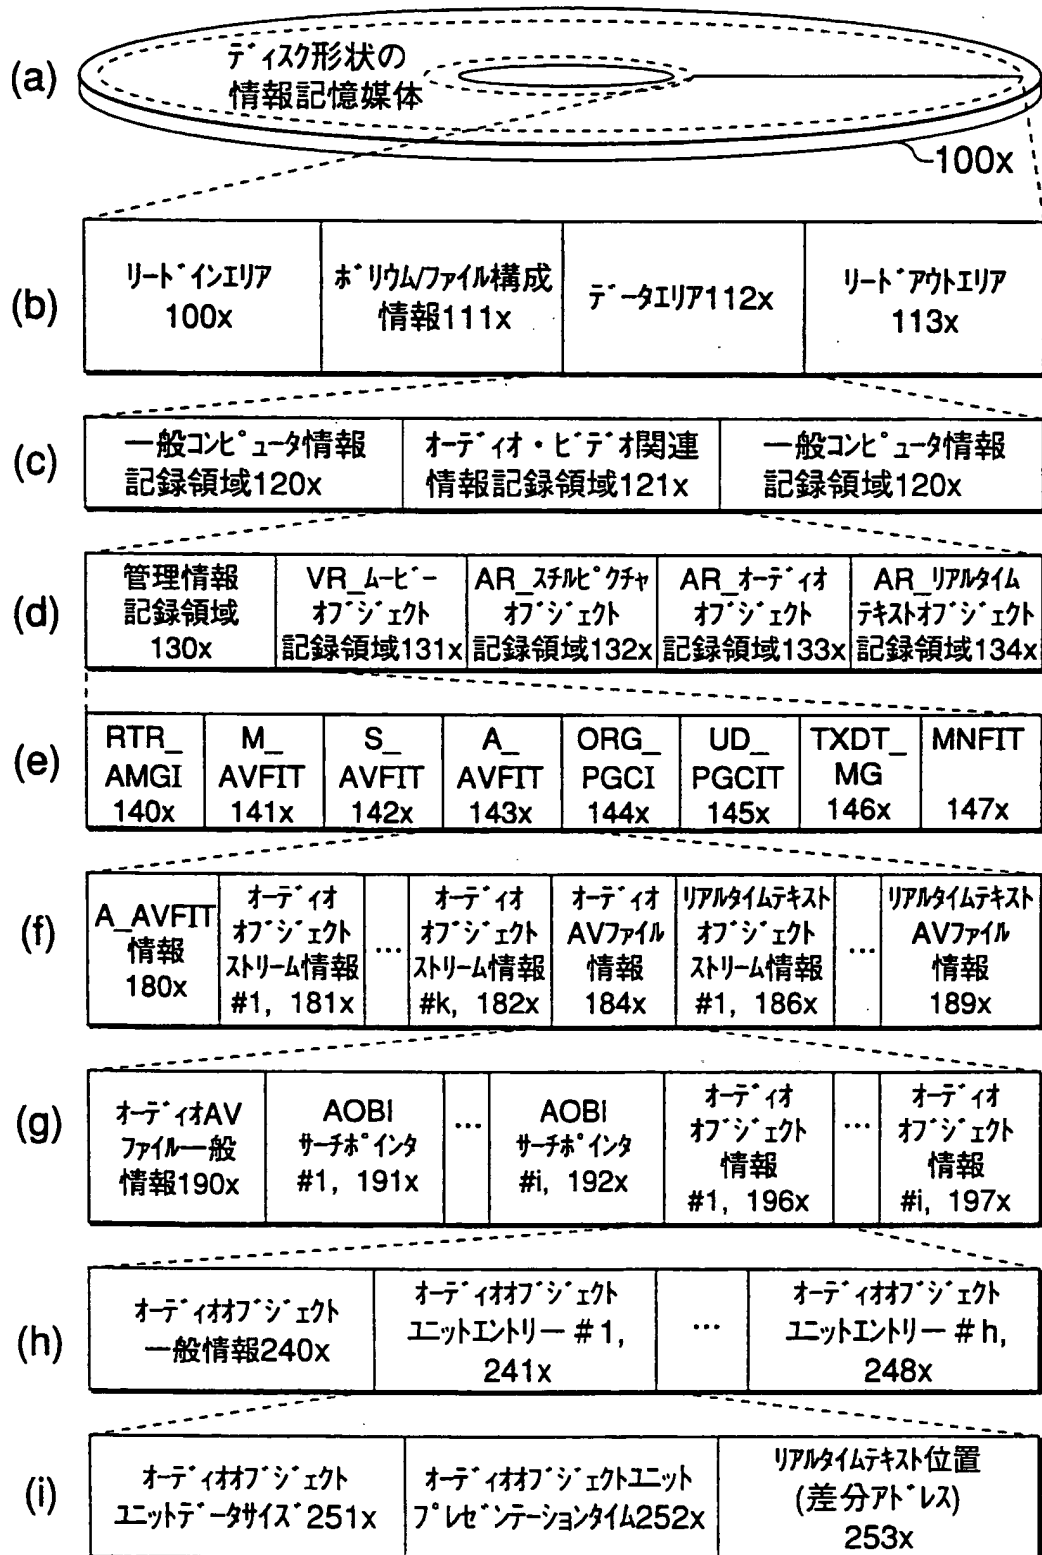 (a)
ディスク形状の
情報記憶媒体
100x
(b)
リードインエリア
100x
ボリウム/ファイル構成
情報111x
データエリア112x
リードアウトエリア
113x
(c)
一般コンピュータ情報
記録領域120x
オーディオ・ビデオ関連
情報記録領域121x
一般コンピュータ情報
記録領域120x
(d)
管理情報
記録領域
130x
VR_ムービー
オブジェクト
記録領域131x
AR_スチルピクチャ
オブジェクト
記録領域132x
AR_オーディオ
オブジェクト
記録領域133x
AR_リアルタイム
テキストオブジェクト
記録領域134x
(e)
RTR_
AMGI
140x
M_
AVFIT
141x
S_
AVFIT
142x
A_
AVFIT
143x
ORG_
PGCI
144x
UD_
PGCIT
145x
TXDT_
MG
146x
MNFIT
147x
(f)
A_AVFIT
情報
180x
オーディオ
オブジェクト
ストリーム情報
#1, 181x
…
オーディオ
オブジェクト
ストリーム情報
#k, 182x
オーディオ
AVファイル
情報
184x
リアルタイムテキスト
オブジェクト
ストリーム情報
#1, 186x
…
リアルタイムテキスト
AVファイル
情報
189x
(g)
オーディオAV
ファイル一般
情報190x
AOBI
サーチポインタ
#1, 191x
…
AOBI
サーチポインタ
#i, 192x
オーディオ
オブジェクト
情報
#1, 196x
…
オーディオ
オブジェクト
情報
#i, 197x
(h)
オーディオオブジェクト
一般情報240x
オーディオオブジェクト
ユニットエントリー #1,
241x
…
オーディオオブジェクト
ユニットエントリー #h,
248x
(i)
オーディオオブジェクト
ユニットデータサイズ251x
オーディオオブジェクトユニット
プレゼンテーションタイム252x
リアルタイムテキスト位置
(差分アドレス)
253x